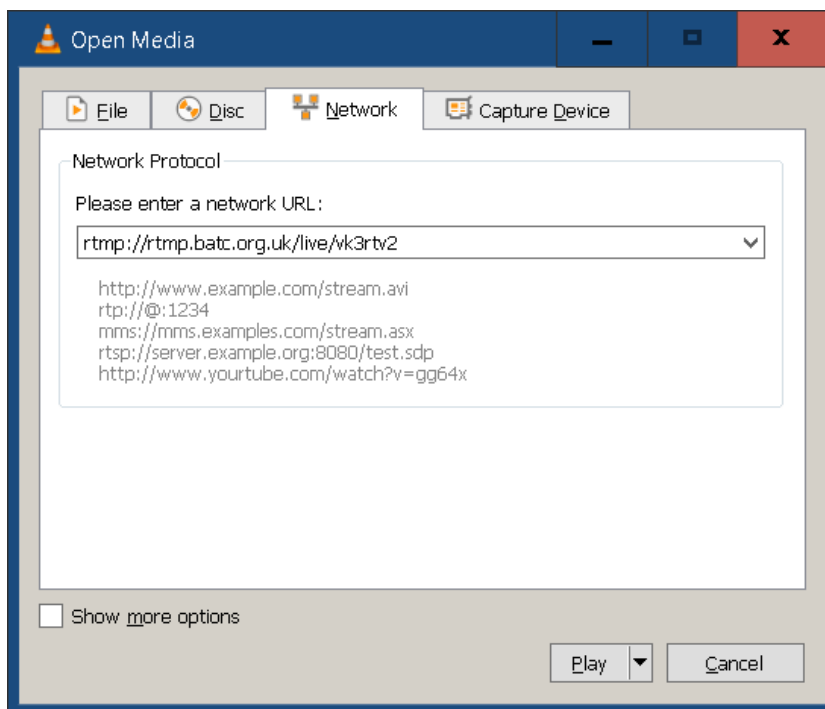 Open Media
File Disc Network Capture Device
Network Protocol
Please enter a network URL:
rtmp://rtmp.batc.org.uk/live/vk3rtv2
http://www.example.com/stream.avi
rtp://@:1234
mms://mms.examples.com/stream.asx
rtsp://server.example.org:8080/test.sdp
http://www.yourtube.com/watch?v=gg64x
Show more options
Play Cancel